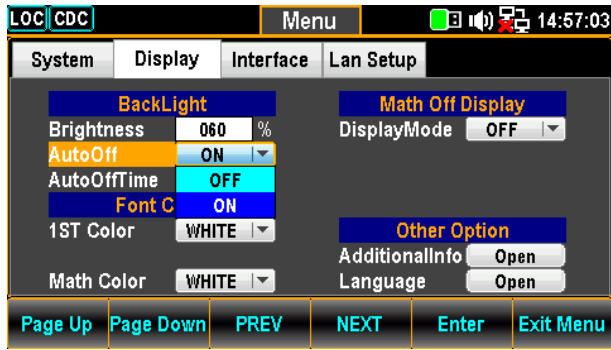 LOC CDC Menu 14:57:03
System Display Interface Lan Setup
BackLight
Brightness 060 %
AutoOff ON
AutoOffTime OFF
Font C ON
1ST Color WHITE
Math Color WHITE
Math Off Display
DisplayMode OFF
Other Option
AdditionalInfo Open
Language Open
Page Up Page Down PREV NEXT Enter Exit Menu